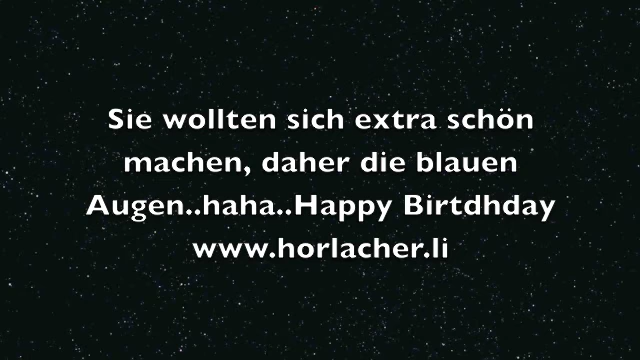 Sie wollten sich extra schön
machen, daher die blauen
Augen..haha..Happy Birtdhday
www.horlacher.li